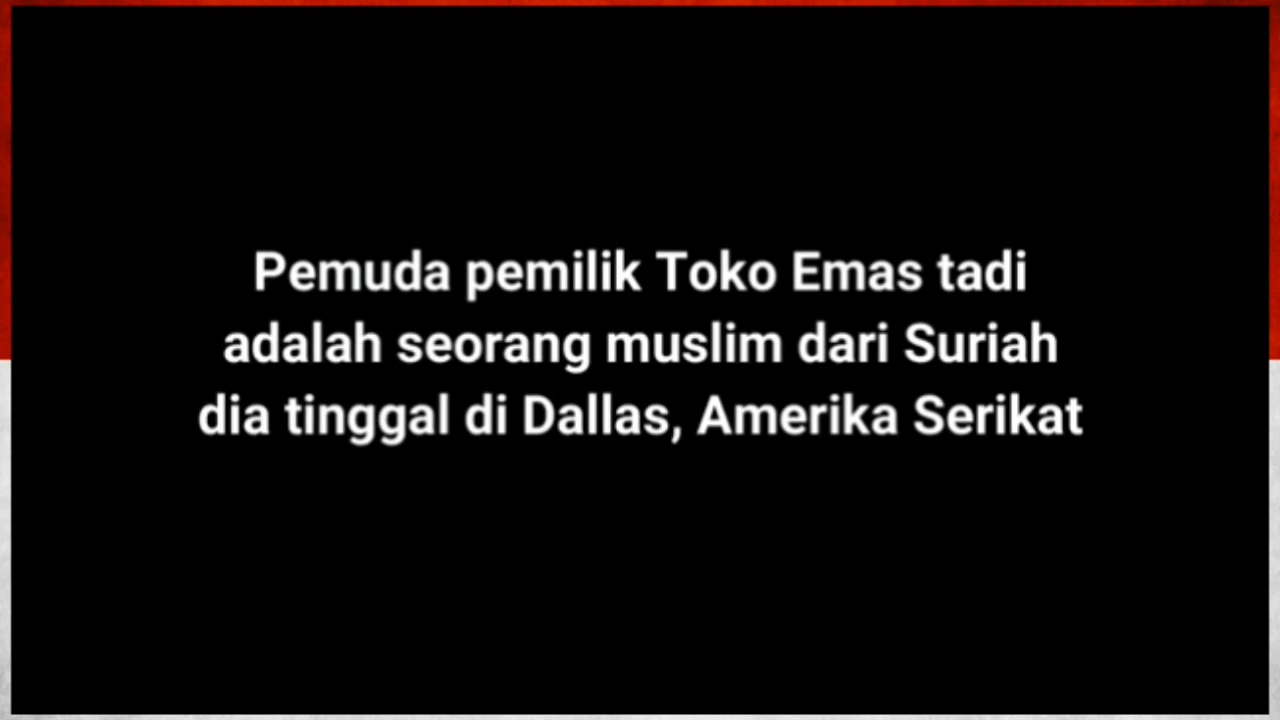 Pemuda pemilik Toko Emas tadi
adalah seorang muslim dari Suriah
dia tinggal di Dallas, Amerika Serikat